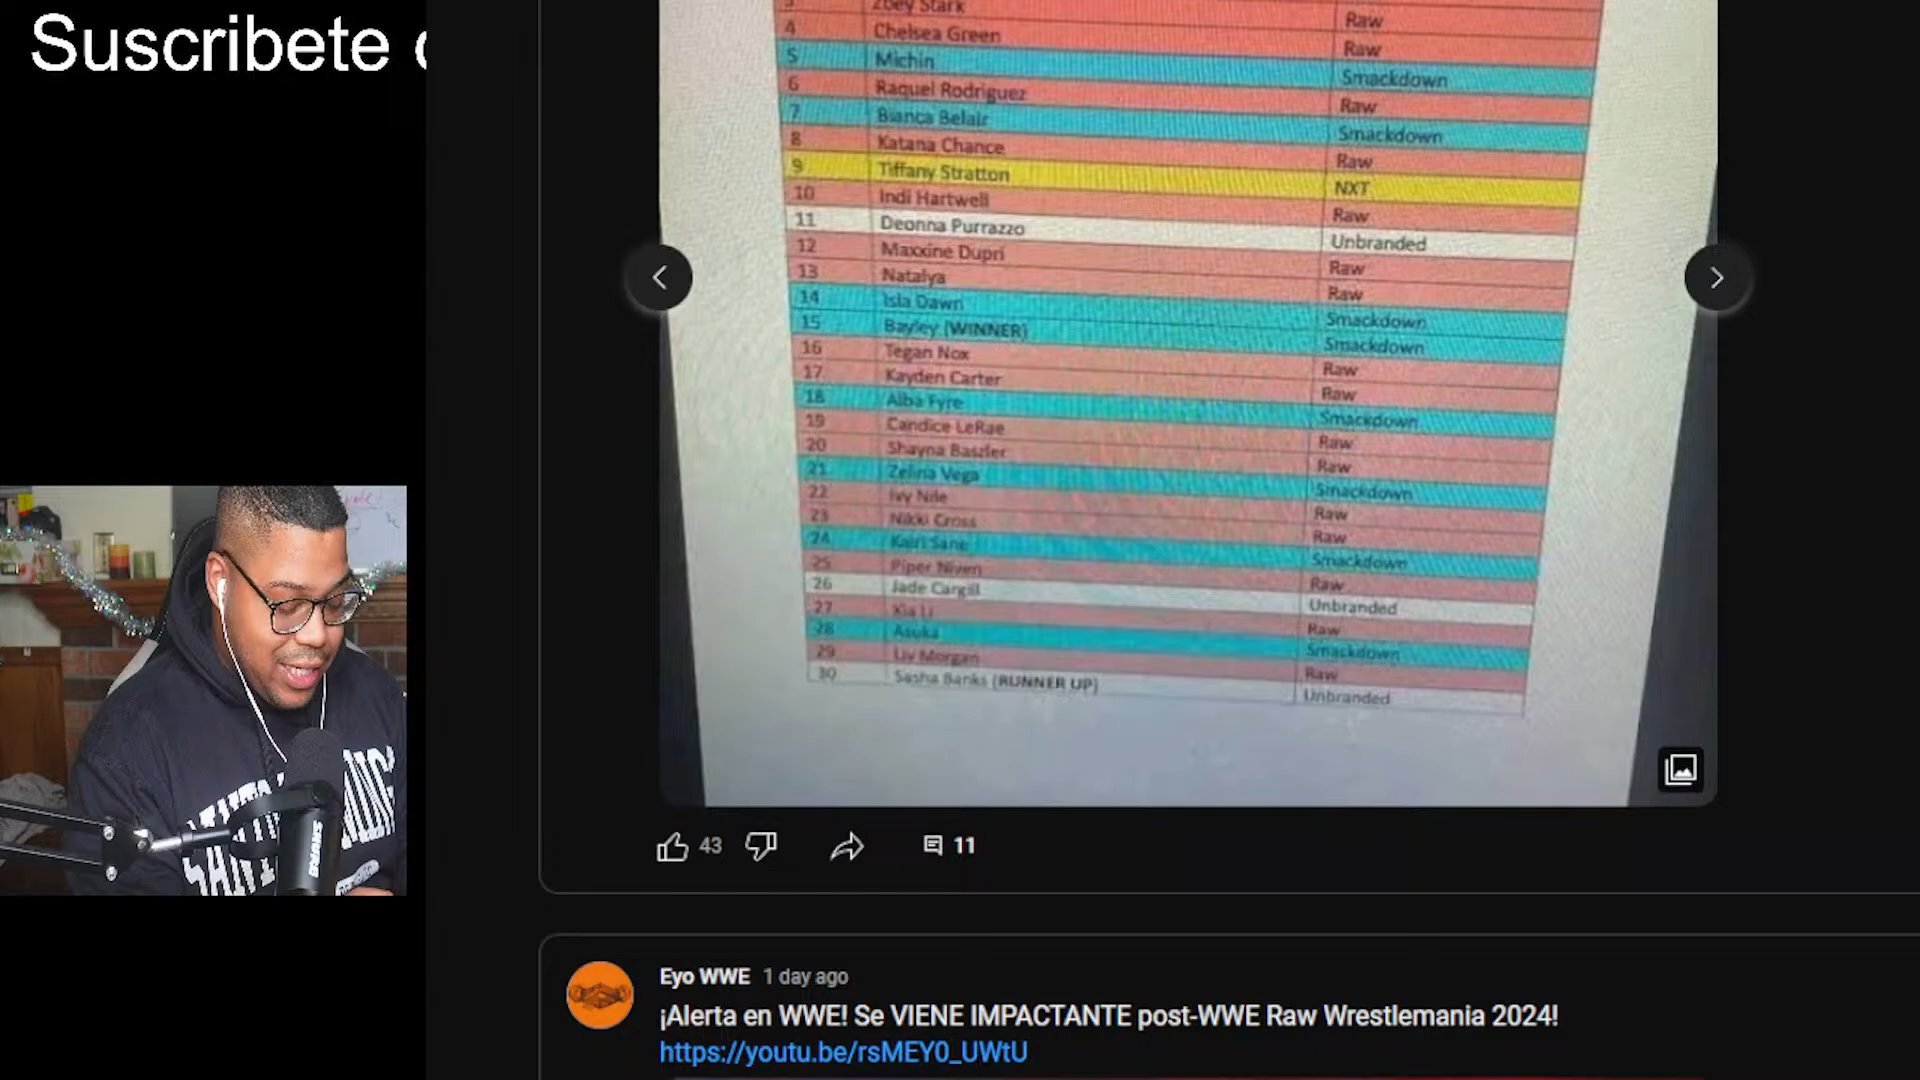 Suscribete
3 Zoey Stark Raw
4 Chelsea Green Raw
5 Michin Smackdown
6 Raquel Rodriguez Raw
7 Bianca Belair Smackdown
8 Katana Chance Raw
9 Tiffany Stratton NXT
10 Indi Hartwell Raw
11 Deonna Purrazzo Unbranded
12 Maxxine Dupri Raw
13 Natalya Raw
14 Isla Dawn Smackdown
15 Bayley (WINNER) Smackdown
16 Tegan Nox Raw
17 Kayden Carter Raw
18 Alba Fyre Smackdown
19 Candice LeRae Raw
20 Shayna Baszler Raw
21 Zelina Vega Smackdown
22 Ivy Nile Raw
23 Nikki Cross Raw
24 Kairi Sane Smackdown
25 Piper Niven Raw
26 Jade Cargill Unbranded
27 Xia Li Raw
28 Asuka Smackdown
29 Liv Morgan Raw
30 Sasha Banks (RUNNER UP) Unbranded
43 11
Eyo WWE 1 day ago
¡Alerta en WWE! Se VIENE IMPACTANTE post-WWE Raw Wrestlemania 2024!
https://youtu.be/rsMEY0_UWtU
SHURE